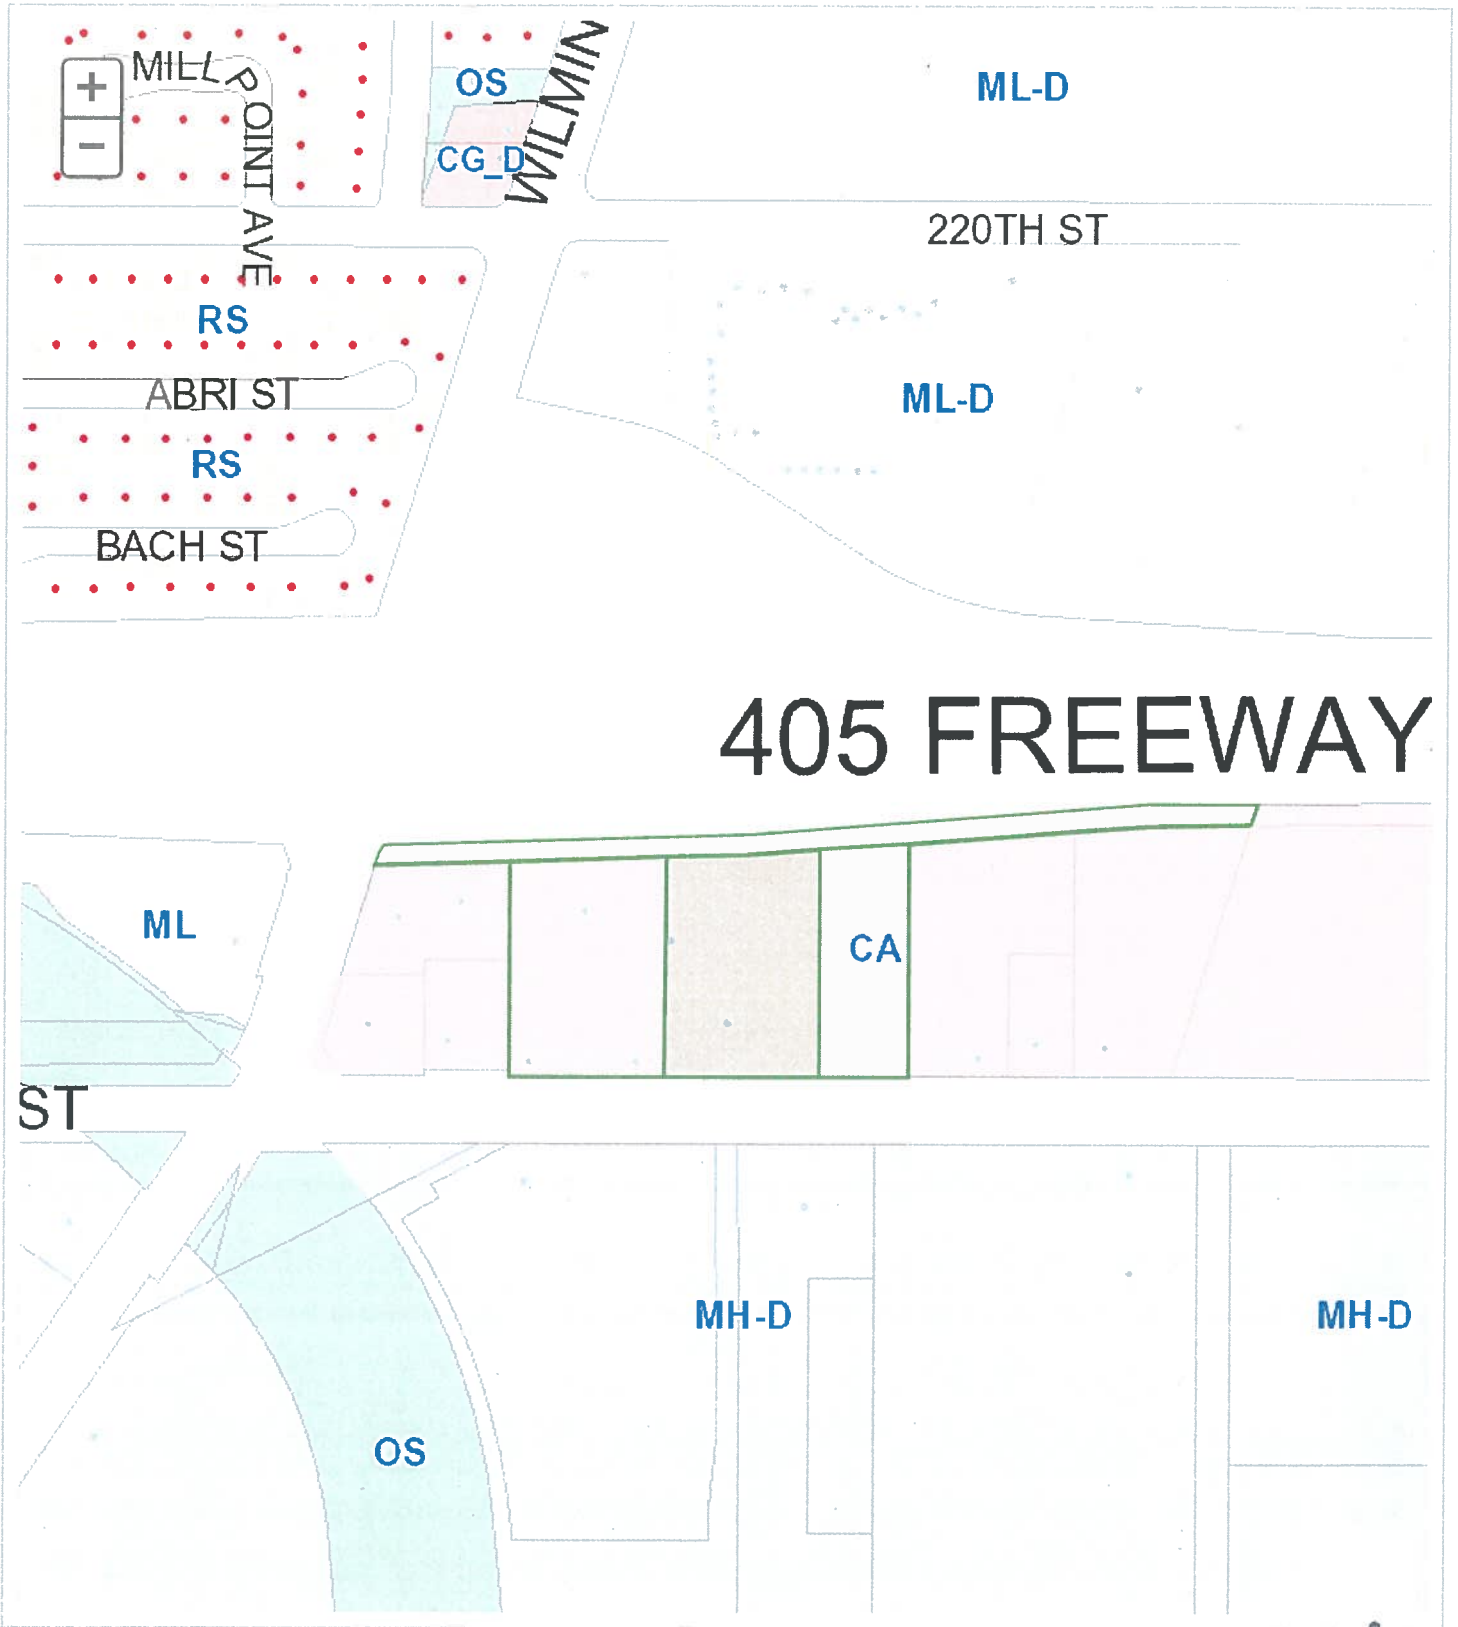 MILL POINT AVE
+
−
OS
WILMIN
ML-D
CG_D
220TH ST
RS
ABRI ST
ML-D
RS
BACH ST
405 FREEWAY
ML
CA
ST
MH-D
MH-D
OS